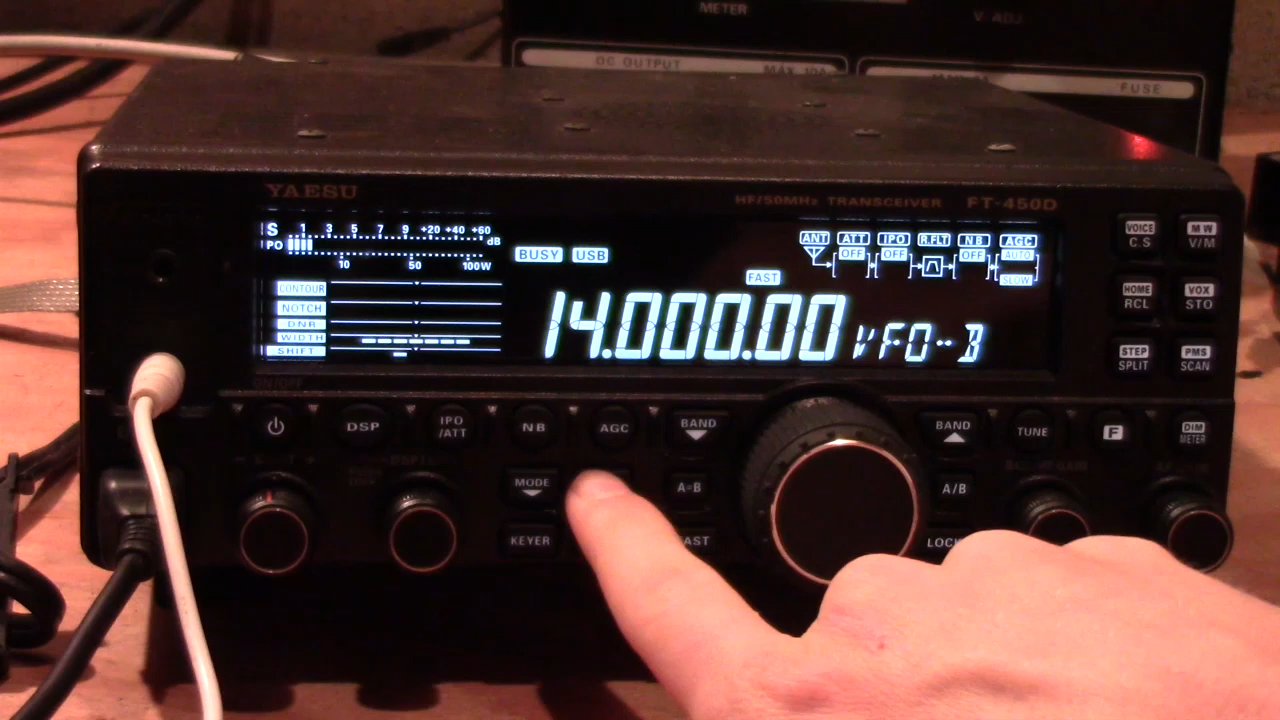 METER
V. ADJ
DC OUTPUT
MAX 10A
FUSE
YAESU
HF/50MHz TRANSCEIVER FT-450D
S 1 3 5 7 9 +20 +40 +60 dB
PO
10 50 100W
BUSY USB
FAST
14.000.00 VFO-B
ANT ATT IPO R.FLT NB AGC
OFF OFF OFF AUTO
SLOW
CONTOUR
NOTCH
DNR
WIDTH
SHIFT
VOICE C.S
MW V/M
HOME RCL
VOX STO
STEP SPLIT
PMS SCAN
DSP
IPO /ATT
NB
AGC
BAND
BAND
TUNE
F
DIM METER
MODE
A=B
A/B
KEYER
AST
LOCK